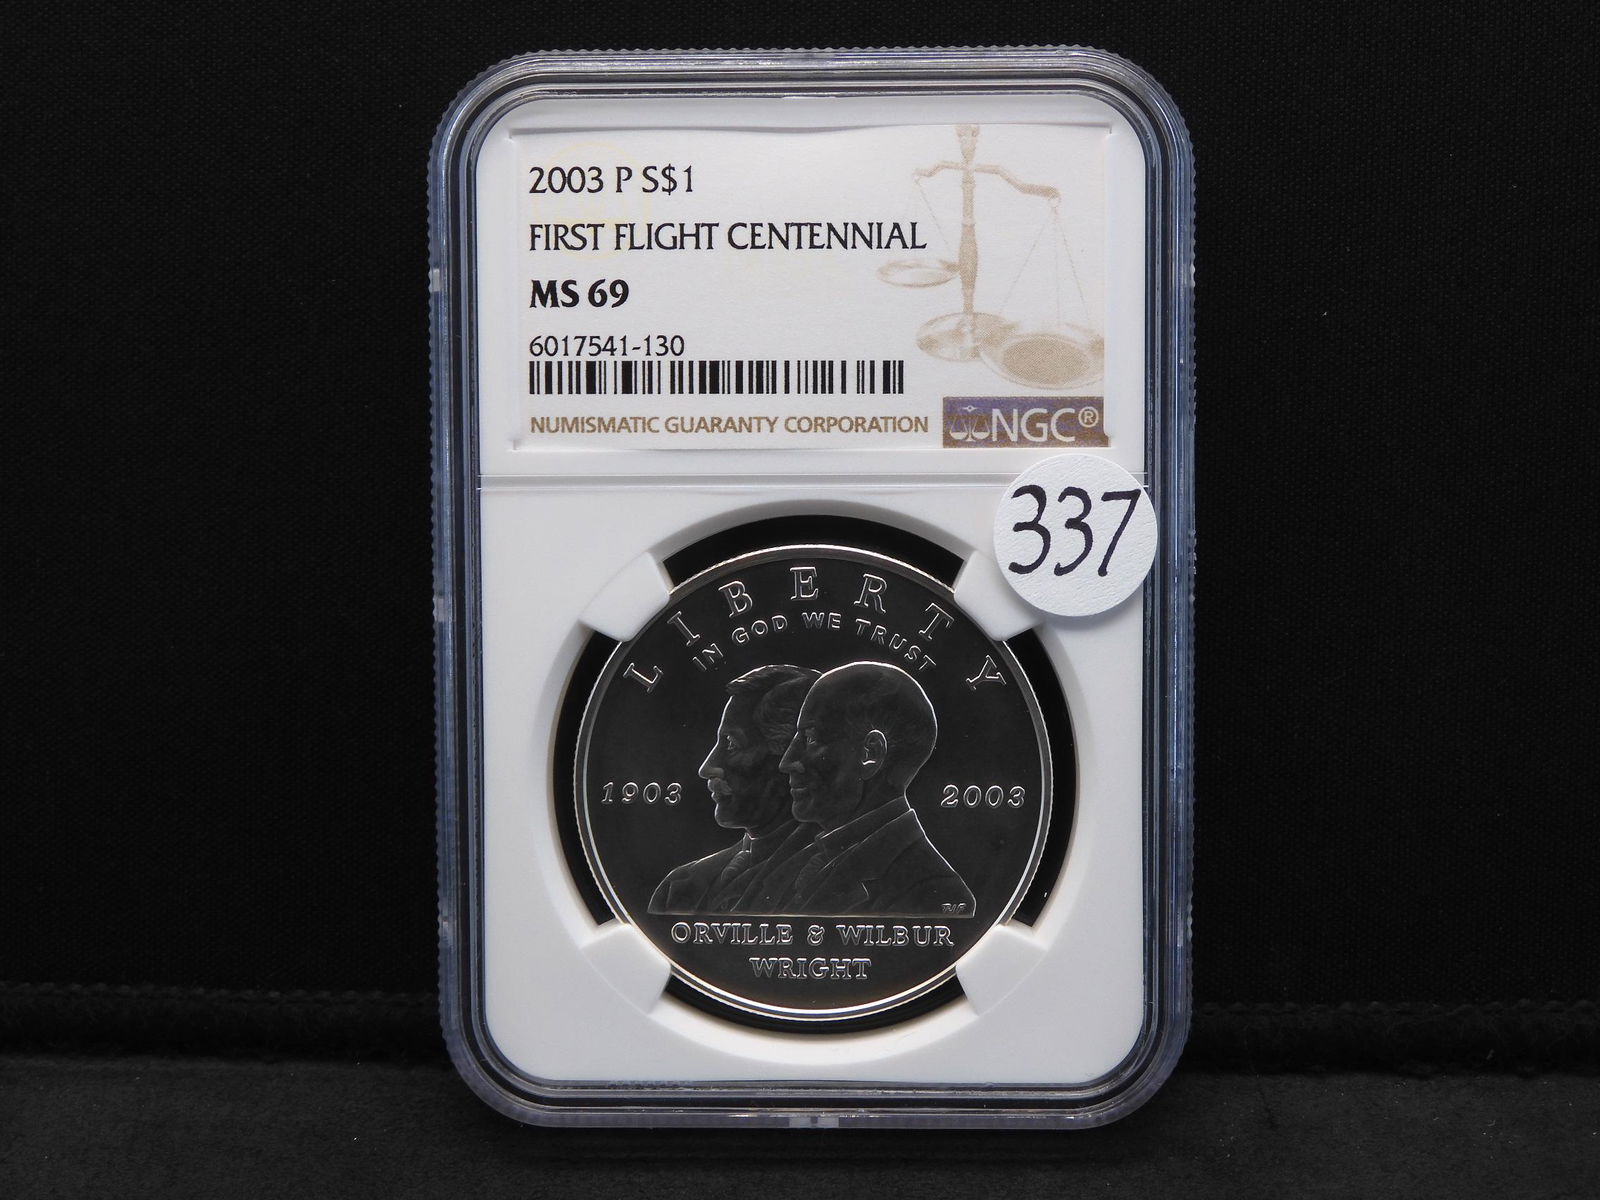 2003 P S$1
FIRST FLIGHT CENTENNIAL
MS 69
6017541-130
NUMISMATIC GUARANTY CORPORATION
NGC®
337
LIBERTY
IN GOD WE TRUST
1903 2003
ORVILLE & WILBUR
WRIGHT